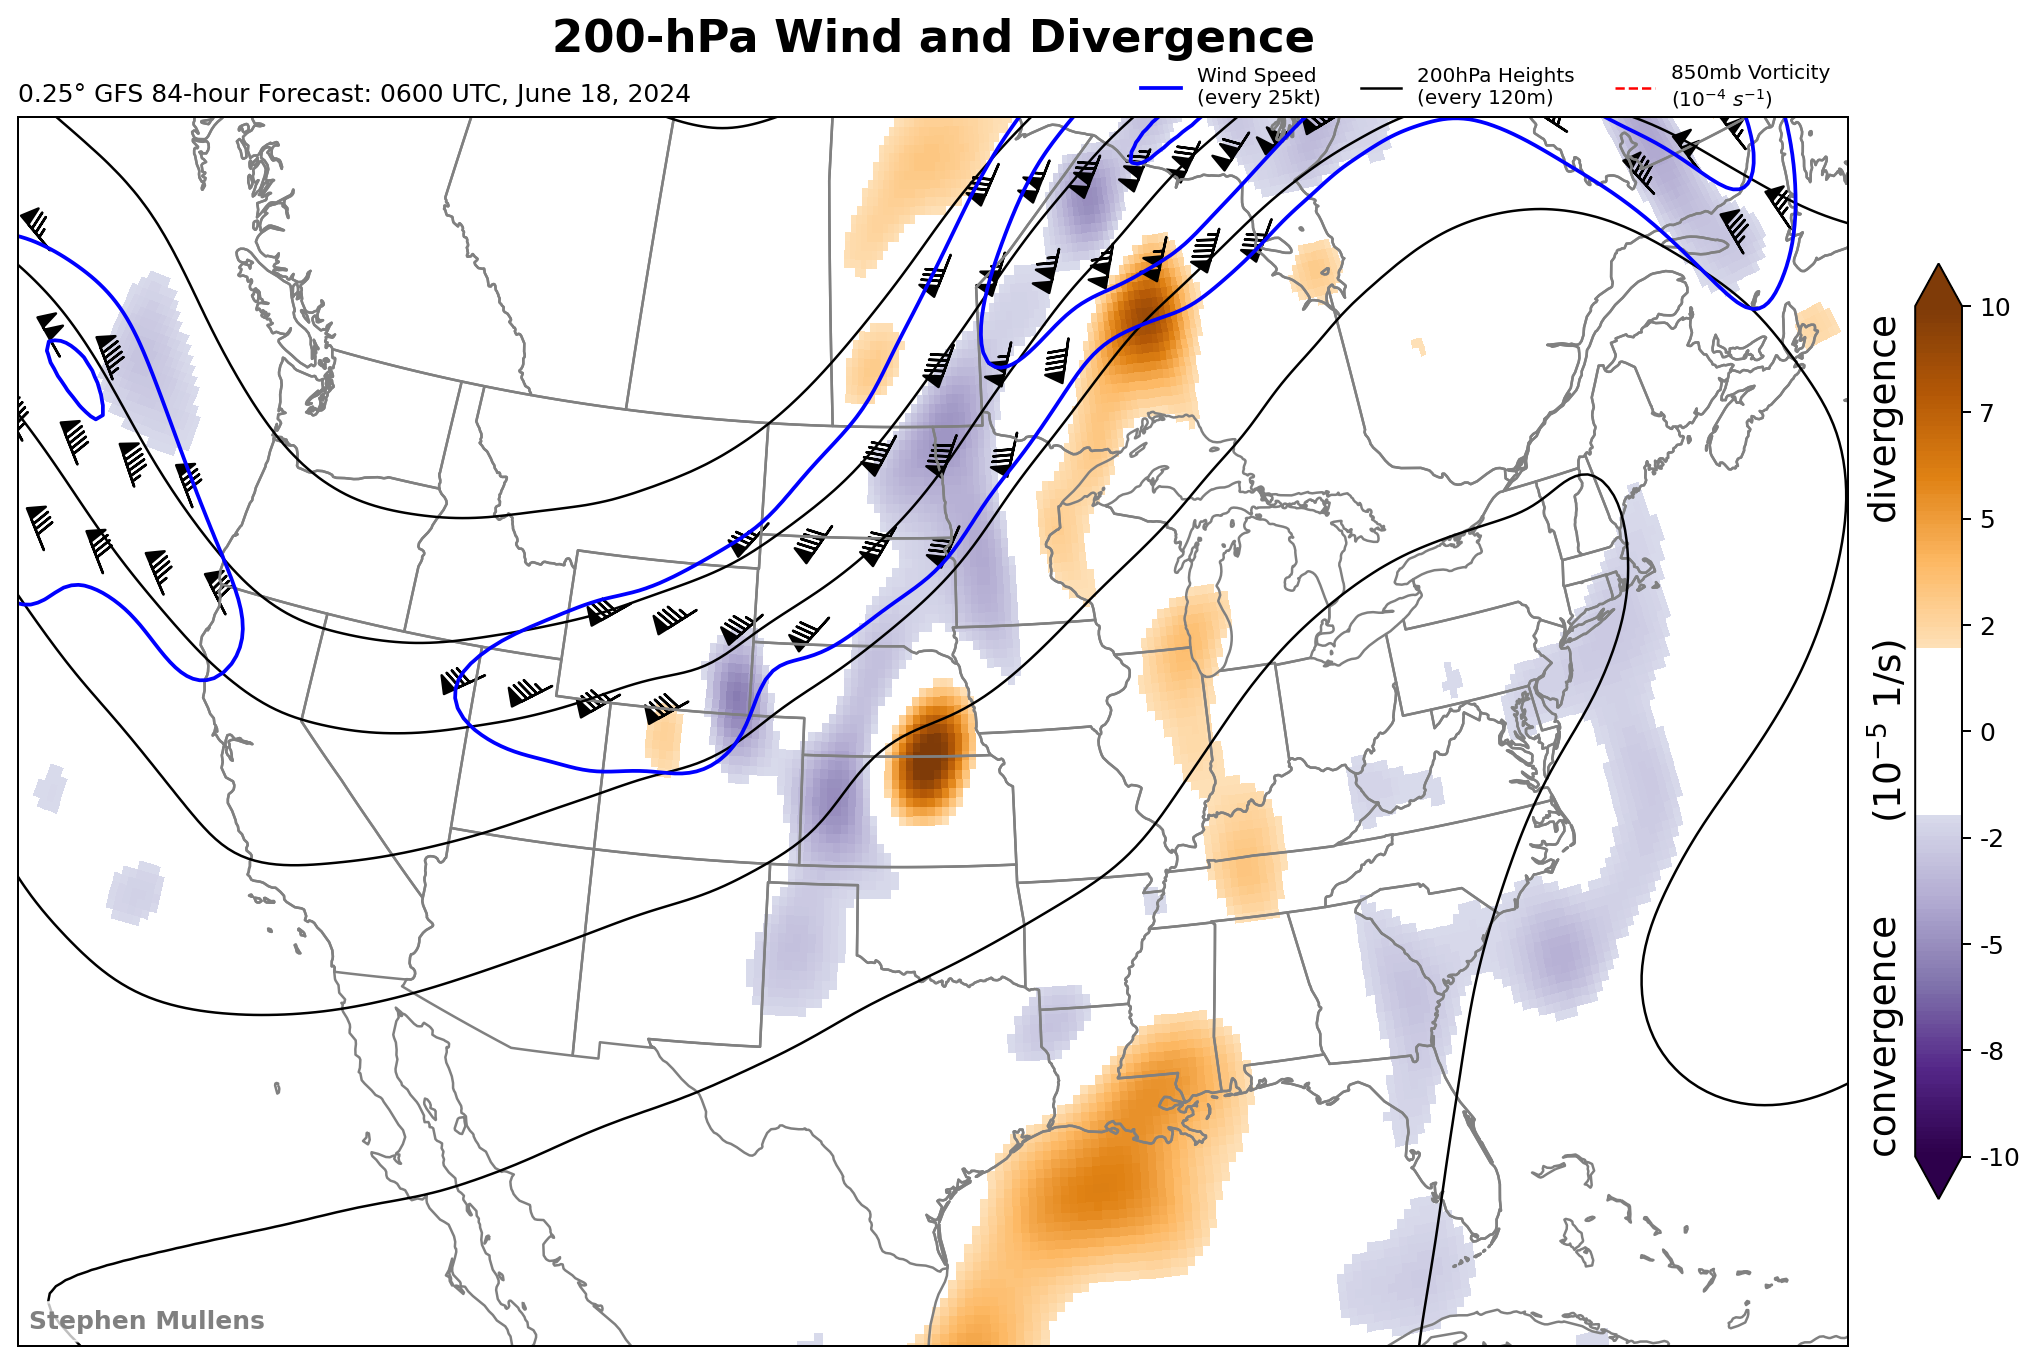 200-hPa Wind and Divergence
0.25° GFS 84-hour Forecast: 0600 UTC, June 18, 2024
Wind Speed
(every 25kt)
200hPa Heights
(every 120m)
850mb Vorticity
(10⁻⁴ s⁻¹)
10
7
5
2
0
-2
-5
-8
-10
convergence (10⁻⁵ 1/s) divergence
Stephen Mullens